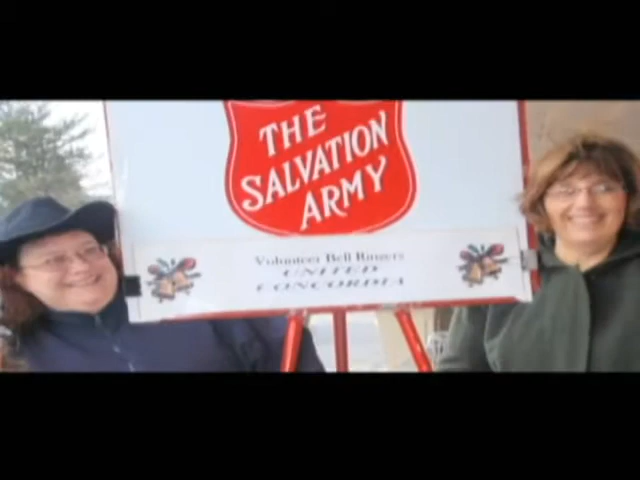 THE
SALVATION
ARMY
Volunteer Bell Ringers
UNITED
CONCORDIA